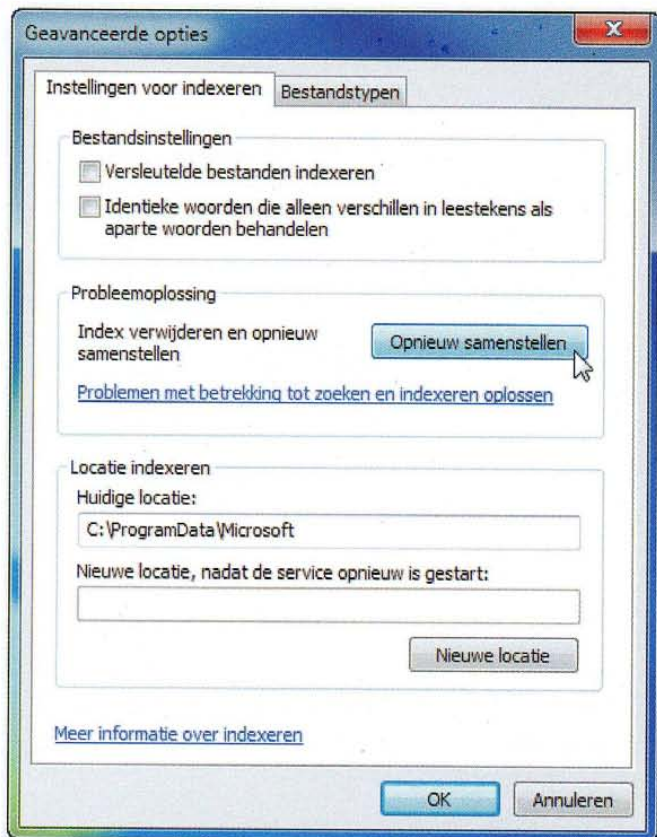 Geavanceerde opties
Instellingen voor indexeren
Bestandstypen
Bestandsinstellingen
Versleutelde bestanden indexeren
Identieke woorden die alleen verschillen in leestekens als
aparte woorden behandelen
Probleemoplossing
Index verwijderen en opnieuw
samenstellen
Opnieuw samenstellen
Problemen met betrekking tot zoeken en indexeren oplossen
Locatie indexeren
Huidige locatie:
C:\ProgramData\Microsoft
Nieuwe locatie, nadat de service opnieuw is gestart:
Nieuwe locatie
Meer informatie over indexeren
OK
Annuleren